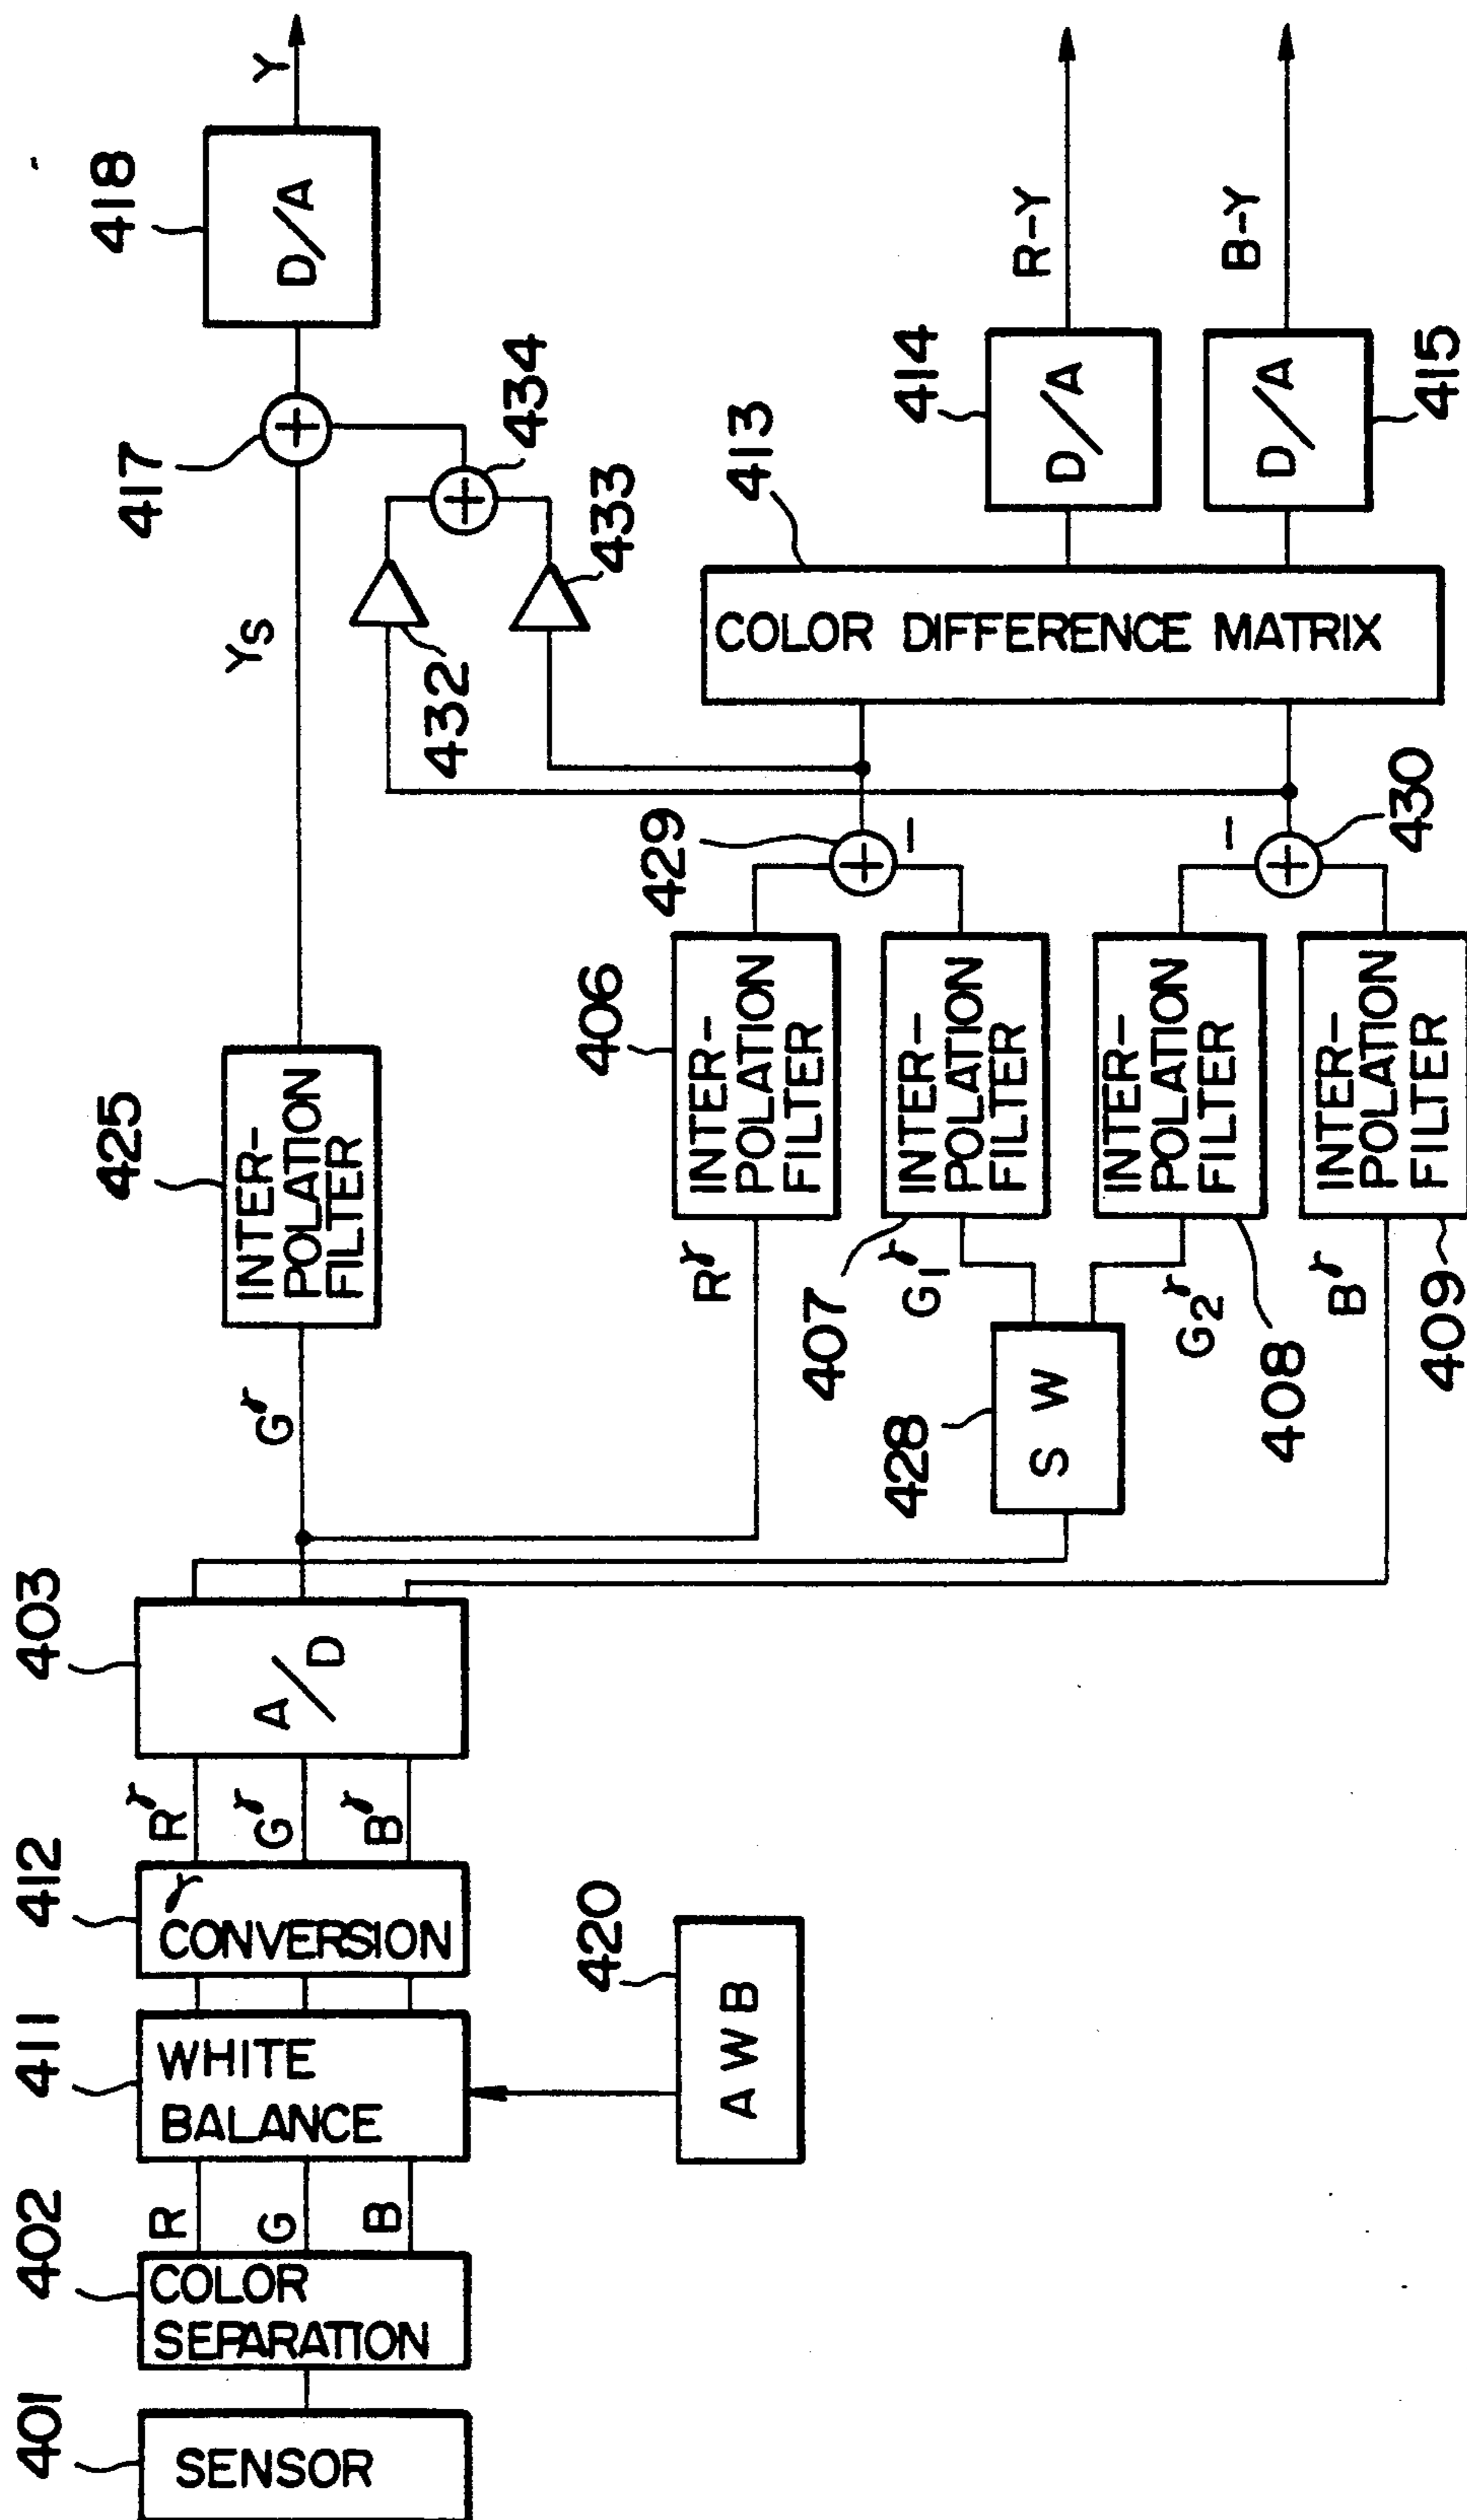 401
SENSOR
402
COLOR
SEPARATION
R
G
B
411
WHITE
BALANCE
420
AWB
412
γ
CONVERSION
Rγ
Gγ
Bγ
403
A/D
Gγ
425
INTER-
POLATION
FILTER
Ys
417
418
D/A
Y
432
433
434
Rγ
406
INTER-
POLATION
FILTER
428
SW
G1γ
407
INTER-
POLATION
FILTER
G2γ
408
INTER-
POLATION
FILTER
Bγ
409
INTER-
POLATION
FILTER
429
−
−
430
413
COLOR DIFFERENCE MATRIX
414
D/A
R-Y
415
D/A
B-Y